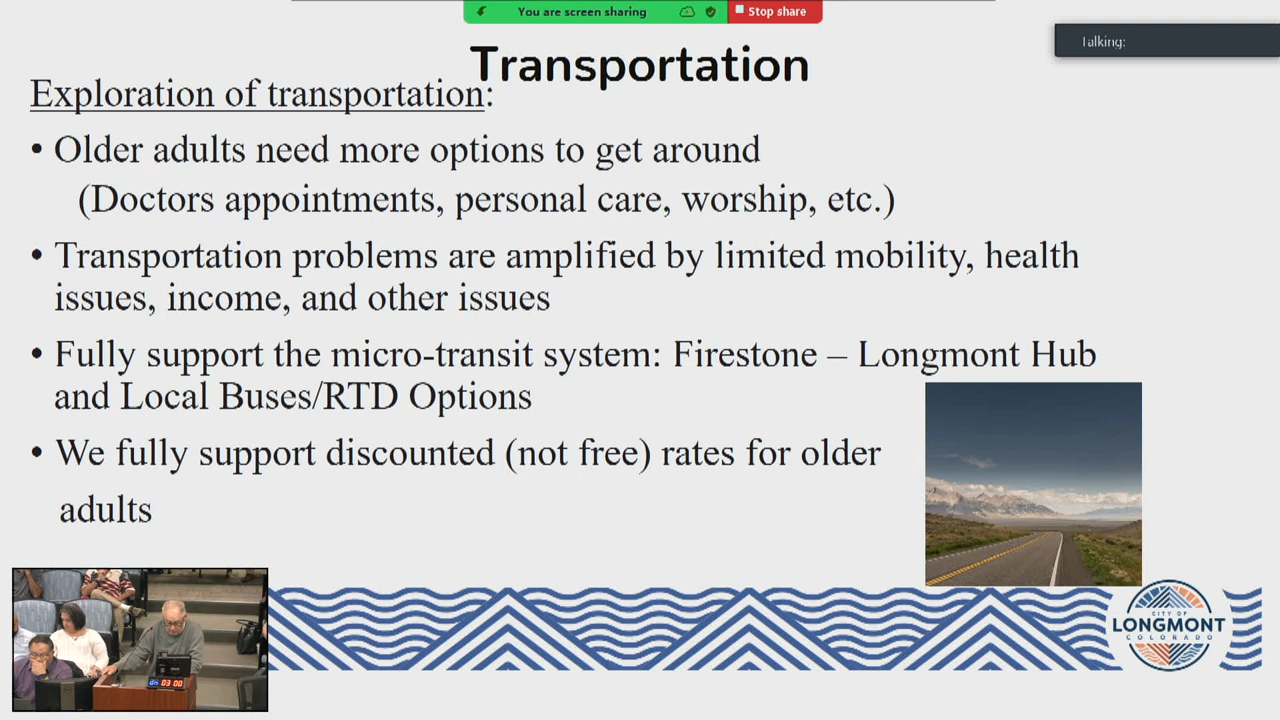 You are screen sharing
Stop share
Talking:
Transportation
Exploration of transportation:
• Older adults need more options to get around
(Doctors appointments, personal care, worship, etc.)
• Transportation problems are amplified by limited mobility, health
issues, income, and other issues
• Fully support the micro-transit system: Firestone – Longmont Hub
and Local Buses/RTD Options
• We fully support discounted (not free) rates for older
adults
CITY OF
LONGMONT
COLORADO
03 00